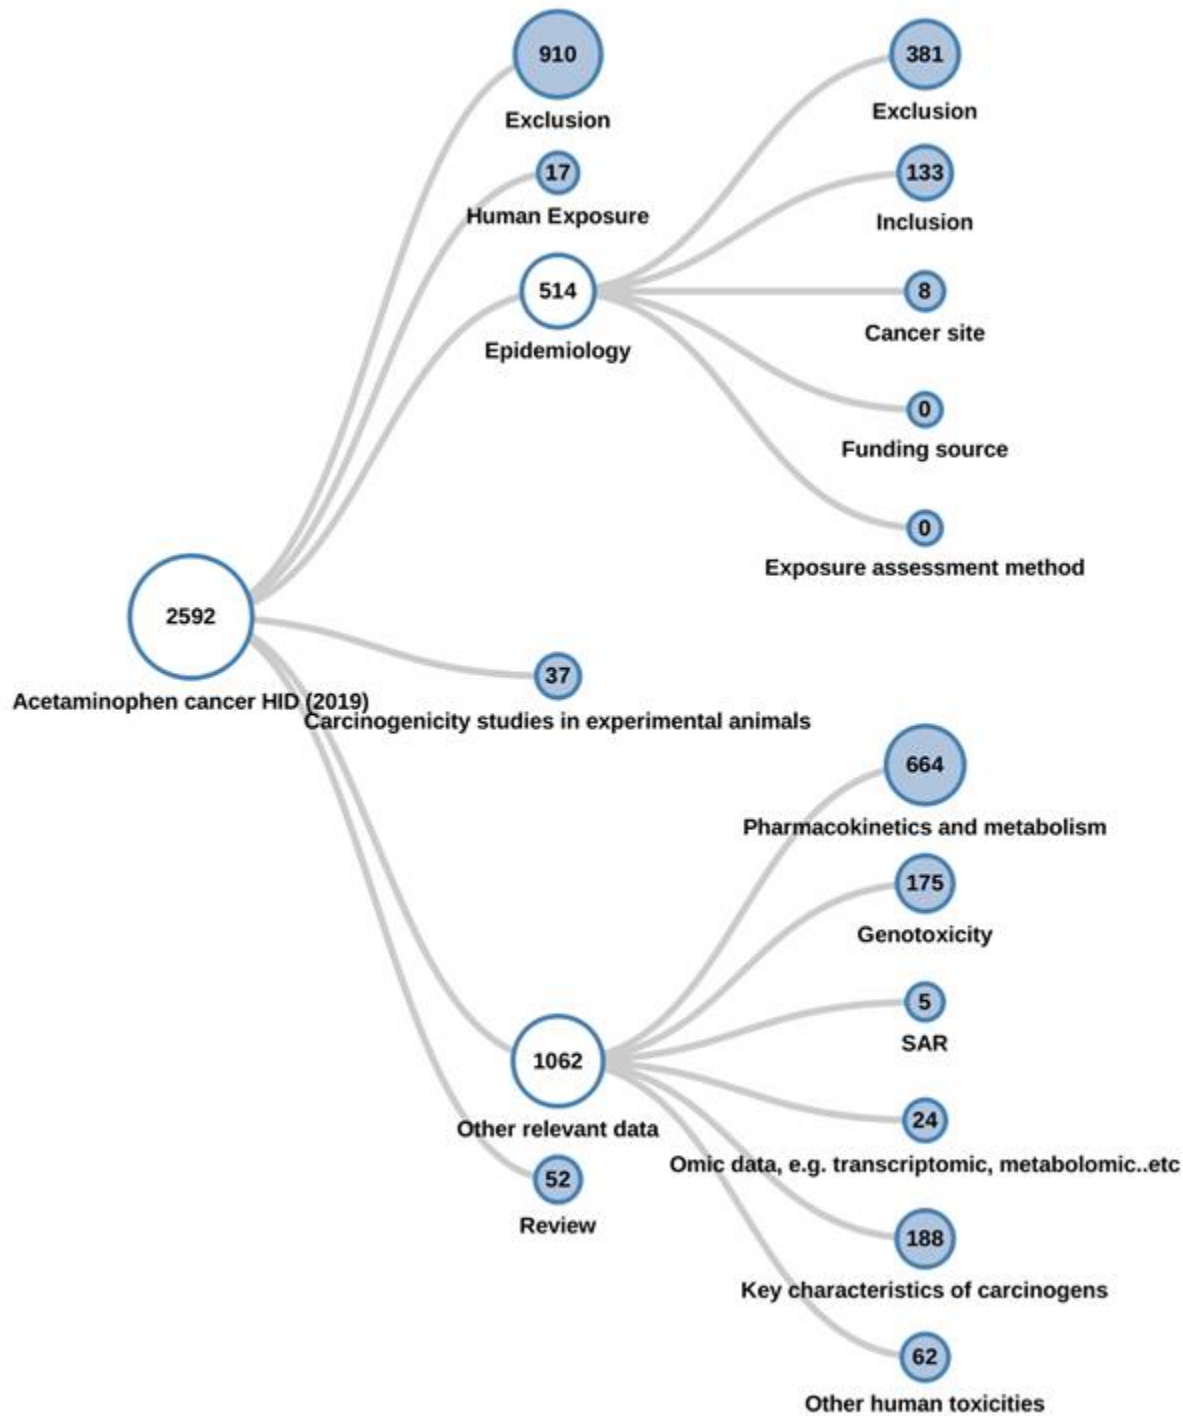 910
Exclusion
17
Human Exposure
514
Epidemiology
381
Exclusion
133
Inclusion
8
Cancer site
0
Funding source
0
Exposure assessment method
2592
Acetaminophen cancer HID (2019)
37
Carcinogenicity studies in experimental animals
1062
Other relevant data
52
Review
664
Pharmacokinetics and metabolism
175
Genotoxicity
5
SAR
24
Omic data, e.g. transcriptomic, metabolomic..etc
188
Key characteristics of carcinogens
62
Other human toxicities